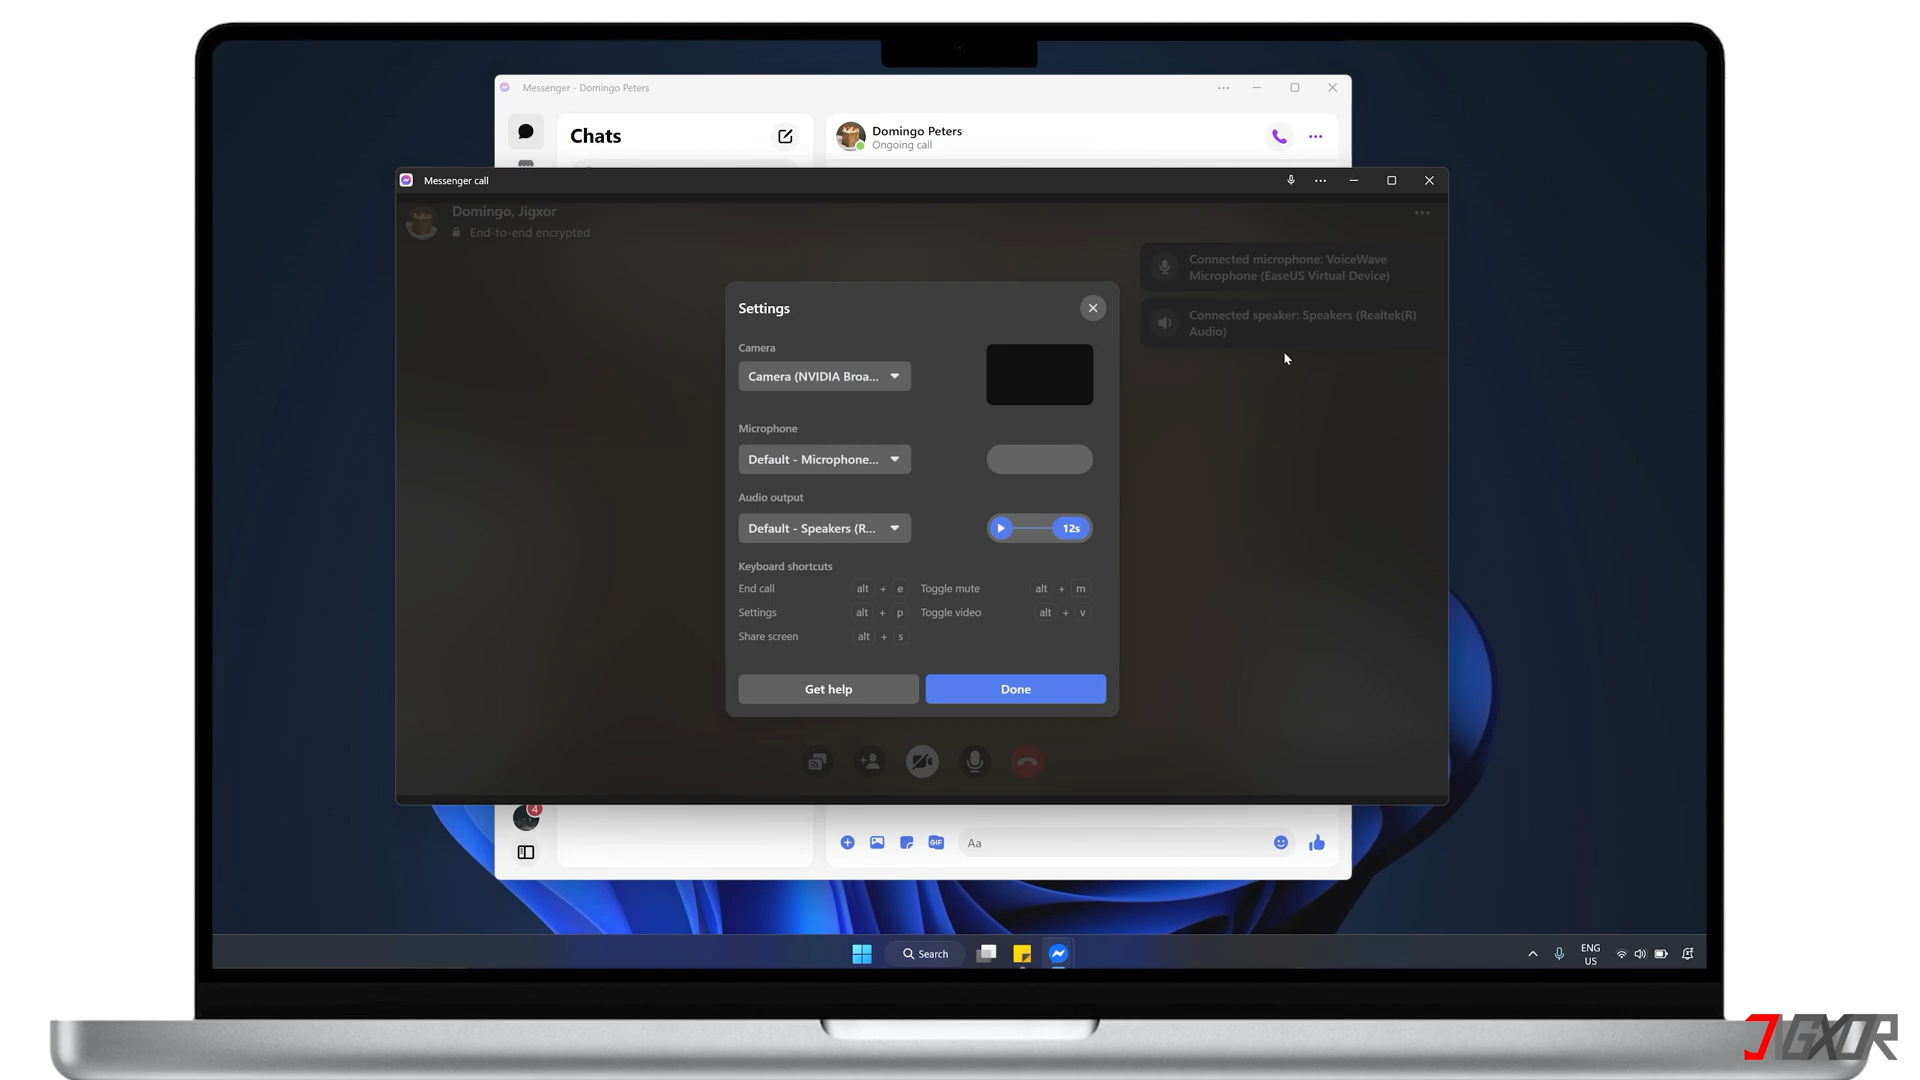 Messenger - Domingo Peters
Chats
Domingo Peters
Ongoing call
Messenger call
Domingo, Jigxor
End-to-end encrypted
Connected microphone: VoiceWave
Microphone (EaseUS Virtual Device)
Connected speaker: Speakers (Realtek(R)
Audio)
Settings
Camera
Camera (NVIDIA Broa...
Microphone
Default - Microphone...
Audio output
Default - Speakers (R...
12s
Keyboard shortcuts
End call alt + e Toggle mute alt + m
Settings alt + p Toggle video alt + v
Share screen alt + s
Get help
Done
4
GIF
Aa
Search
ENG
US
JIGXOR